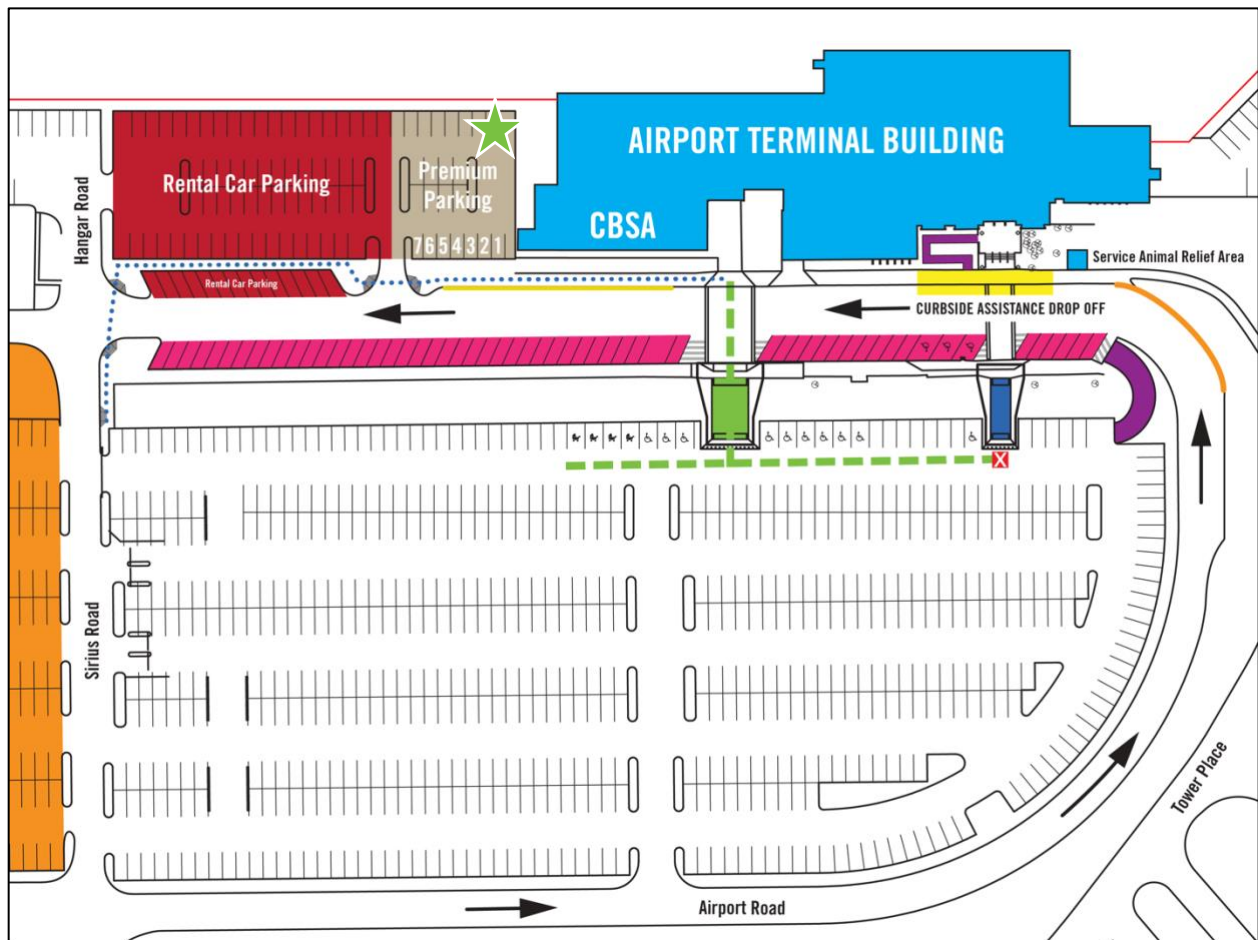 AIRPORT TERMINAL BUILDING
Rental Car Parking
Premium
Parking
CBSA
7654321
Hangar Road
Service Animal Relief Area
Rental Car Parking
CURBSIDE ASSISTANCE DROP OFF
X
Sirius Road
Tower Place
Airport Road